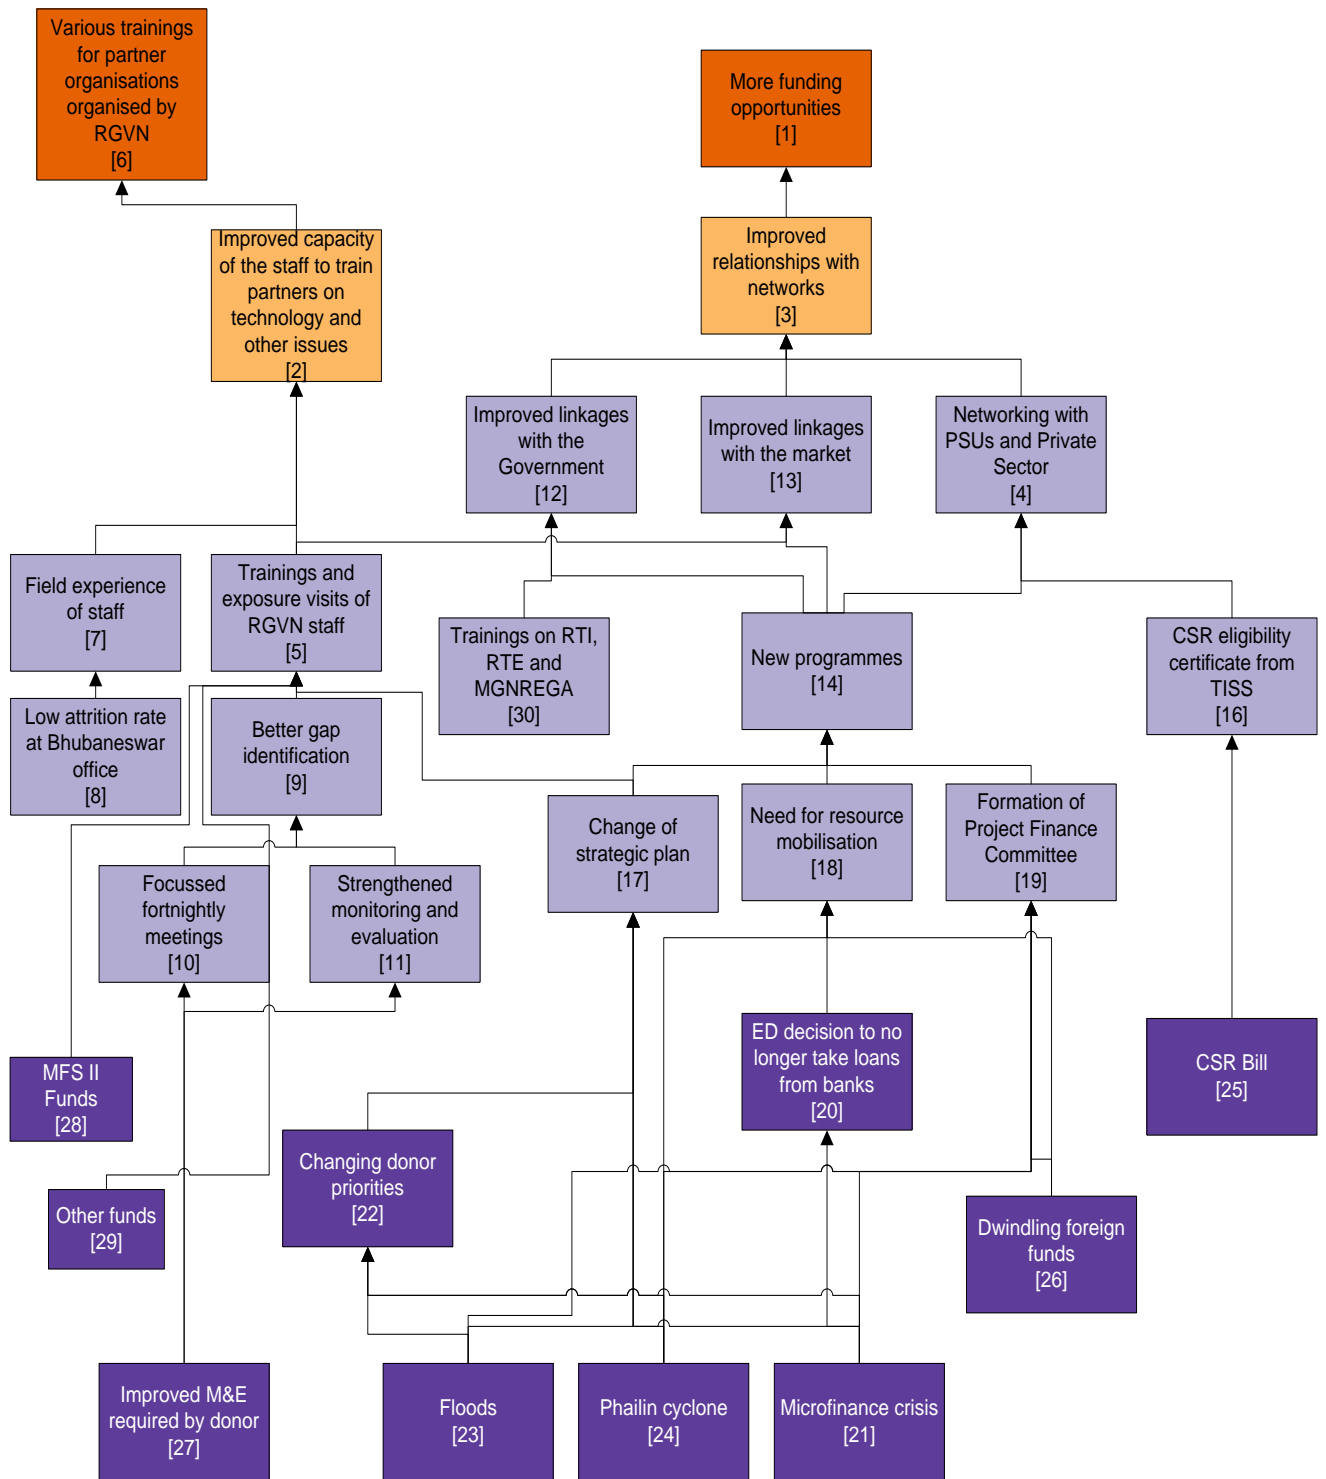 Various trainings
for partner
organisations
organised by
RGVN
[6]
More funding
opportunities
[1]
Improved capacity
of the staff to train
partners on
technology and
other issues
[2]
Improved
relationships with
networks
[3]
Improved linkages
with the
Government
[12]
Improved linkages
with the market
[13]
Networking with
PSUs and Private
Sector
[4]
Field experience
of staff
[7]
Trainings and
exposure visits of
RGVN staff
[5]
Trainings on RTI,
RTE and
MGNREGA
[30]
New programmes
[14]
CSR eligibility
certificate from
TISS
[16]
Low attrition rate
at Bhubaneswar
office
[8]
Better gap
identification
[9]
Change of
strategic plan
[17]
Need for resource
mobilisation
[18]
Formation of
Project Finance
Committee
[19]
Focussed
fortnightly
meetings
[10]
Strengthened
monitoring and
evaluation
[11]
MFS II
Funds
[28]
ED decision to no
longer take loans
from banks
[20]
CSR Bill
[25]
Changing donor
priorities
[22]
Other funds
[29]
Dwindling foreign
funds
[26]
Improved M&E
required by donor
[27]
Floods
[23]
Phailin cyclone
[24]
Microfinance crisis
[21]